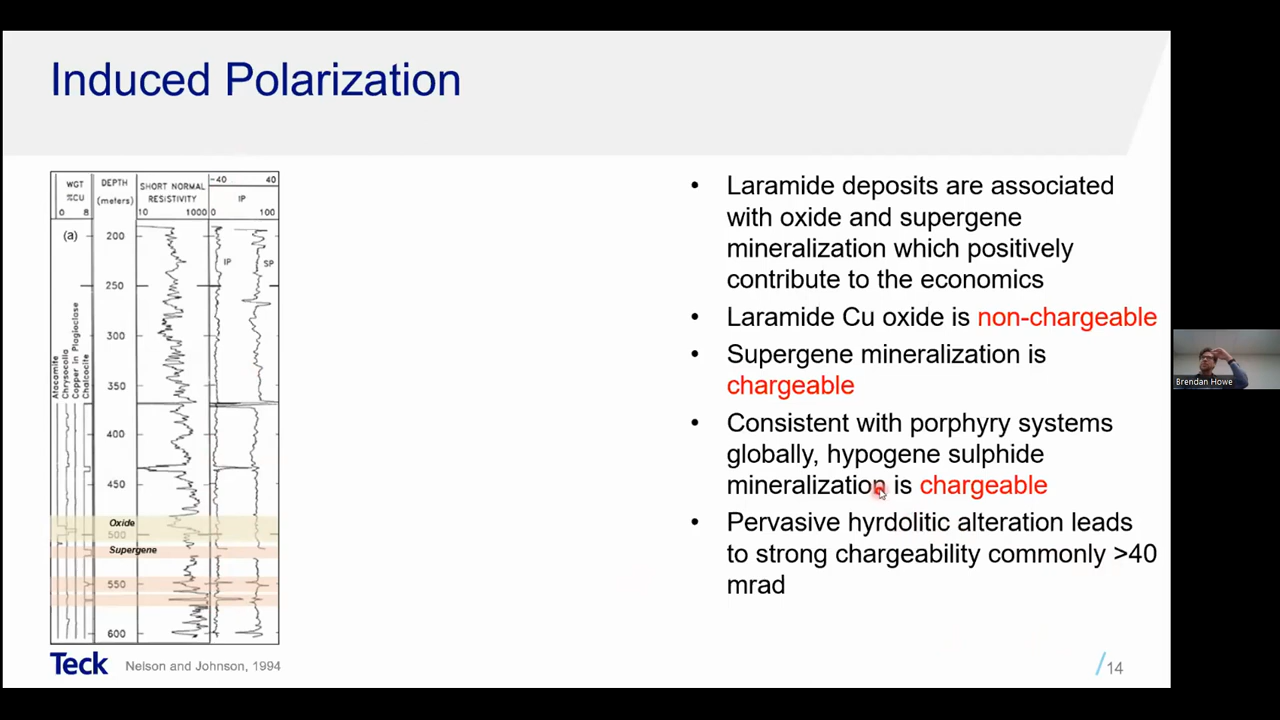 Induced Polarization
WGT
%CU
0 8
DEPTH
(meters)
SHORT NORMAL
RESISTIVITY
10 1000
-40 40
IP
0 100
(a)
200
IP SP
250
300
350
Atacamite
Chrysocolla
Copper in Plagioclase
Chalcocite
400
450
Oxide
500
Supergene
550
600
• Laramide deposits are associated
with oxide and supergene
mineralization which positively
contribute to the economics
• Laramide Cu oxide is non-chargeable
• Supergene mineralization is
chargeable
• Consistent with porphyry systems
globally, hypogene sulphide
mineralization is chargeable
• Pervasive hyrdolitic alteration leads
to strong chargeability commonly >40
mrad
Brendan Howe
Teck
Nelson and Johnson, 1994
14